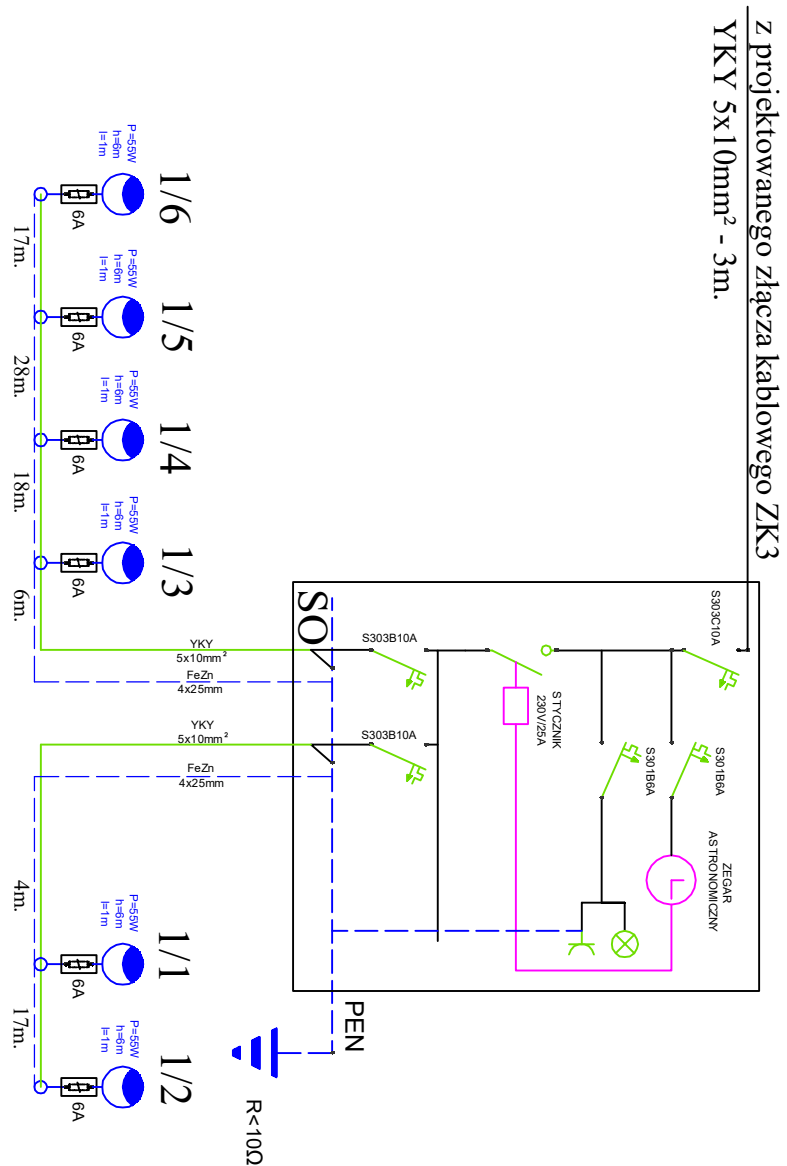 z projektowanego złącza kablowego ZK3
YKY 5x10mm² - 3m.
S303C10A
S301B6A
S301B6A
ZEGAR
ASTRONOMICZNY
STYCZNIK
230V/25A
S303B10A
S303B10A
SO
PEN
R<10Ω
YKY
5x10mm²
FeZn
4x25mm
YKY
5x10mm²
FeZn
4x25mm
1/6
P=55W
h=6m
l=1m
6A
17m.
1/5
P=55W
h=6m
l=1m
6A
28m.
1/4
P=55W
h=6m
l=1m
6A
18m.
1/3
P=55W
h=6m
l=1m
6A
6m.
4m.
1/1
P=55W
h=6m
l=1m
6A
17m.
1/2
P=55W
h=6m
l=1m
6A